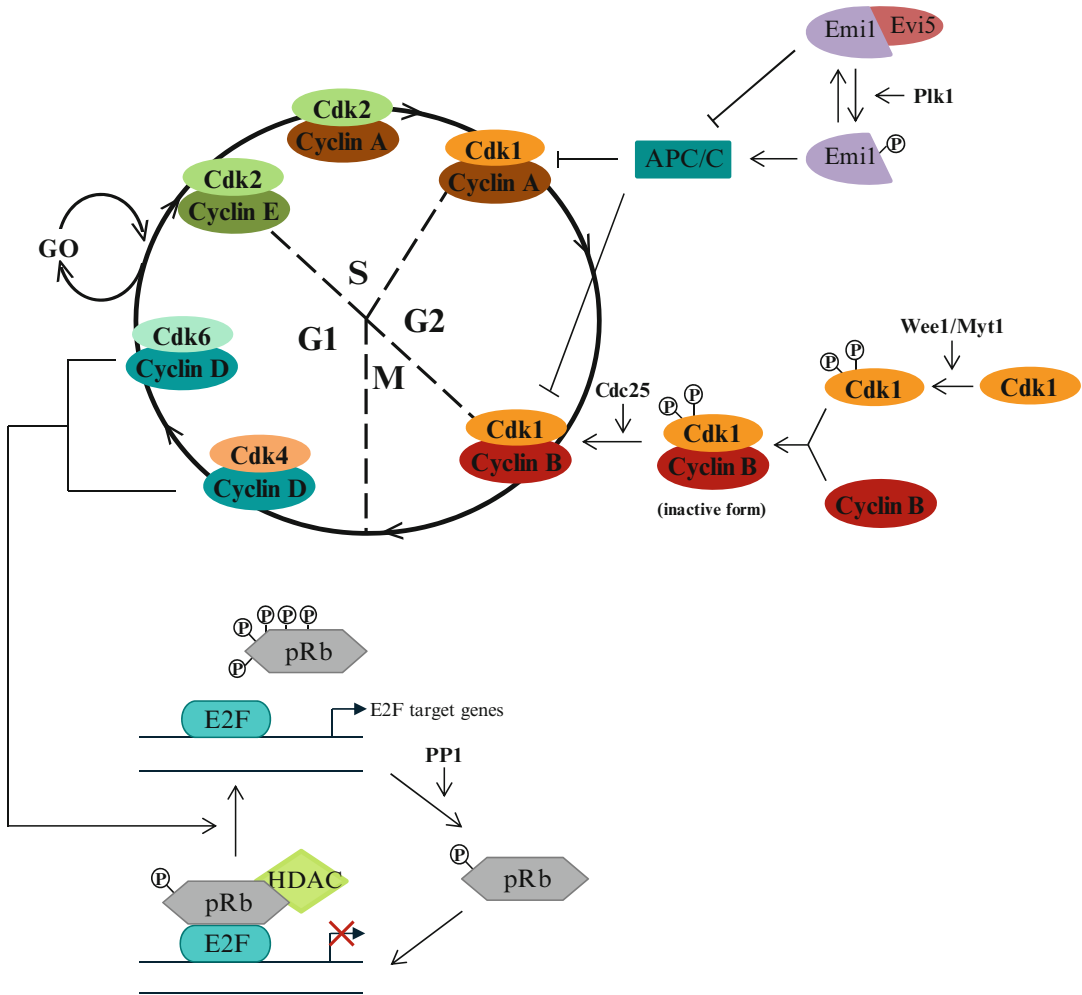 Emi1
Evi5
Plk1
Emi1
P
APC/C
Cdk2
Cyclin A
Cdk1
Cyclin A
Cdk2
Cyclin E
GO
S
G1
G2
M
Cdk6
Cyclin D
Cdk4
Cyclin D
Cdk1
Cyclin B
Cdc25
P
P
Cdk1
Cyclin B
(inactive form)
Wee1/Myt1
P
P
Cdk1
Cdk1
Cyclin B
P
P
P
P
P
pRb
E2F
E2F target genes
PP1
P
pRb
P
pRb
HDAC
E2F